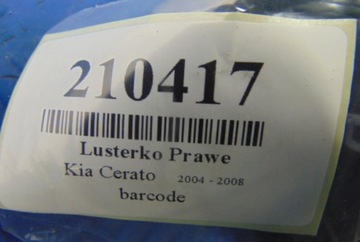 210417
Lusterko Prawe
Kia Cerato 2004 - 2008
barcode